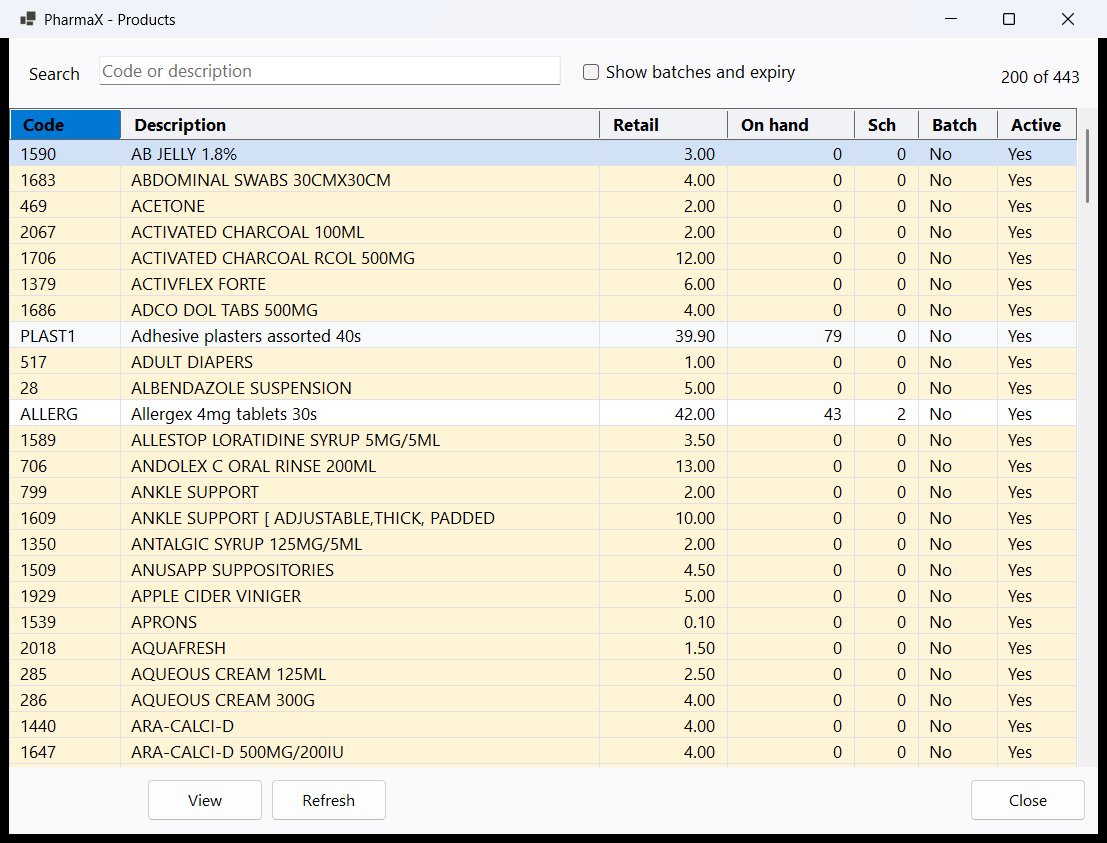 PharmaX - Products
Search Code or description Show batches and expiry 200 of 443
Code Description Retail On hand Sch Batch Active
1590 AB JELLY 1.8% 3.00 0 0 No Yes
1683 ABDOMINAL SWABS 30CMX30CM 4.00 0 0 No Yes
469 ACETONE 2.00 0 0 No Yes
2067 ACTIVATED CHARCOAL 100ML 2.00 0 0 No Yes
1706 ACTIVATED CHARCOAL RCOL 500MG 12.00 0 0 No Yes
1379 ACTIVFLEX FORTE 6.00 0 0 No Yes
1686 ADCO DOL TABS 500MG 4.00 0 0 No Yes
PLAST1 Adhesive plasters assorted 40s 39.90 79 0 No Yes
517 ADULT DIAPERS 1.00 0 0 No Yes
28 ALBENDAZOLE SUSPENSION 5.00 0 0 No Yes
ALLERG Allergex 4mg tablets 30s 42.00 43 2 No Yes
1589 ALLESTOP LORATIDINE SYRUP 5MG/5ML 3.50 0 0 No Yes
706 ANDOLEX C ORAL RINSE 200ML 13.00 0 0 No Yes
799 ANKLE SUPPORT 2.00 0 0 No Yes
1609 ANKLE SUPPORT [ ADJUSTABLE,THICK, PADDED 10.00 0 0 No Yes
1350 ANTALGIC SYRUP 125MG/5ML 2.00 0 0 No Yes
1509 ANUSAPP SUPPOSITORIES 4.50 0 0 No Yes
1929 APPLE CIDER VINIGER 5.00 0 0 No Yes
1539 APRONS 0.10 0 0 No Yes
2018 AQUAFRESH 1.50 0 0 No Yes
285 AQUEOUS CREAM 125ML 2.50 0 0 No Yes
286 AQUEOUS CREAM 300G 4.00 0 0 No Yes
1440 ARA-CALCI-D 4.00 0 0 No Yes
1647 ARA-CALCI-D 500MG/200IU 4.00 0 0 No Yes
View Refresh Close